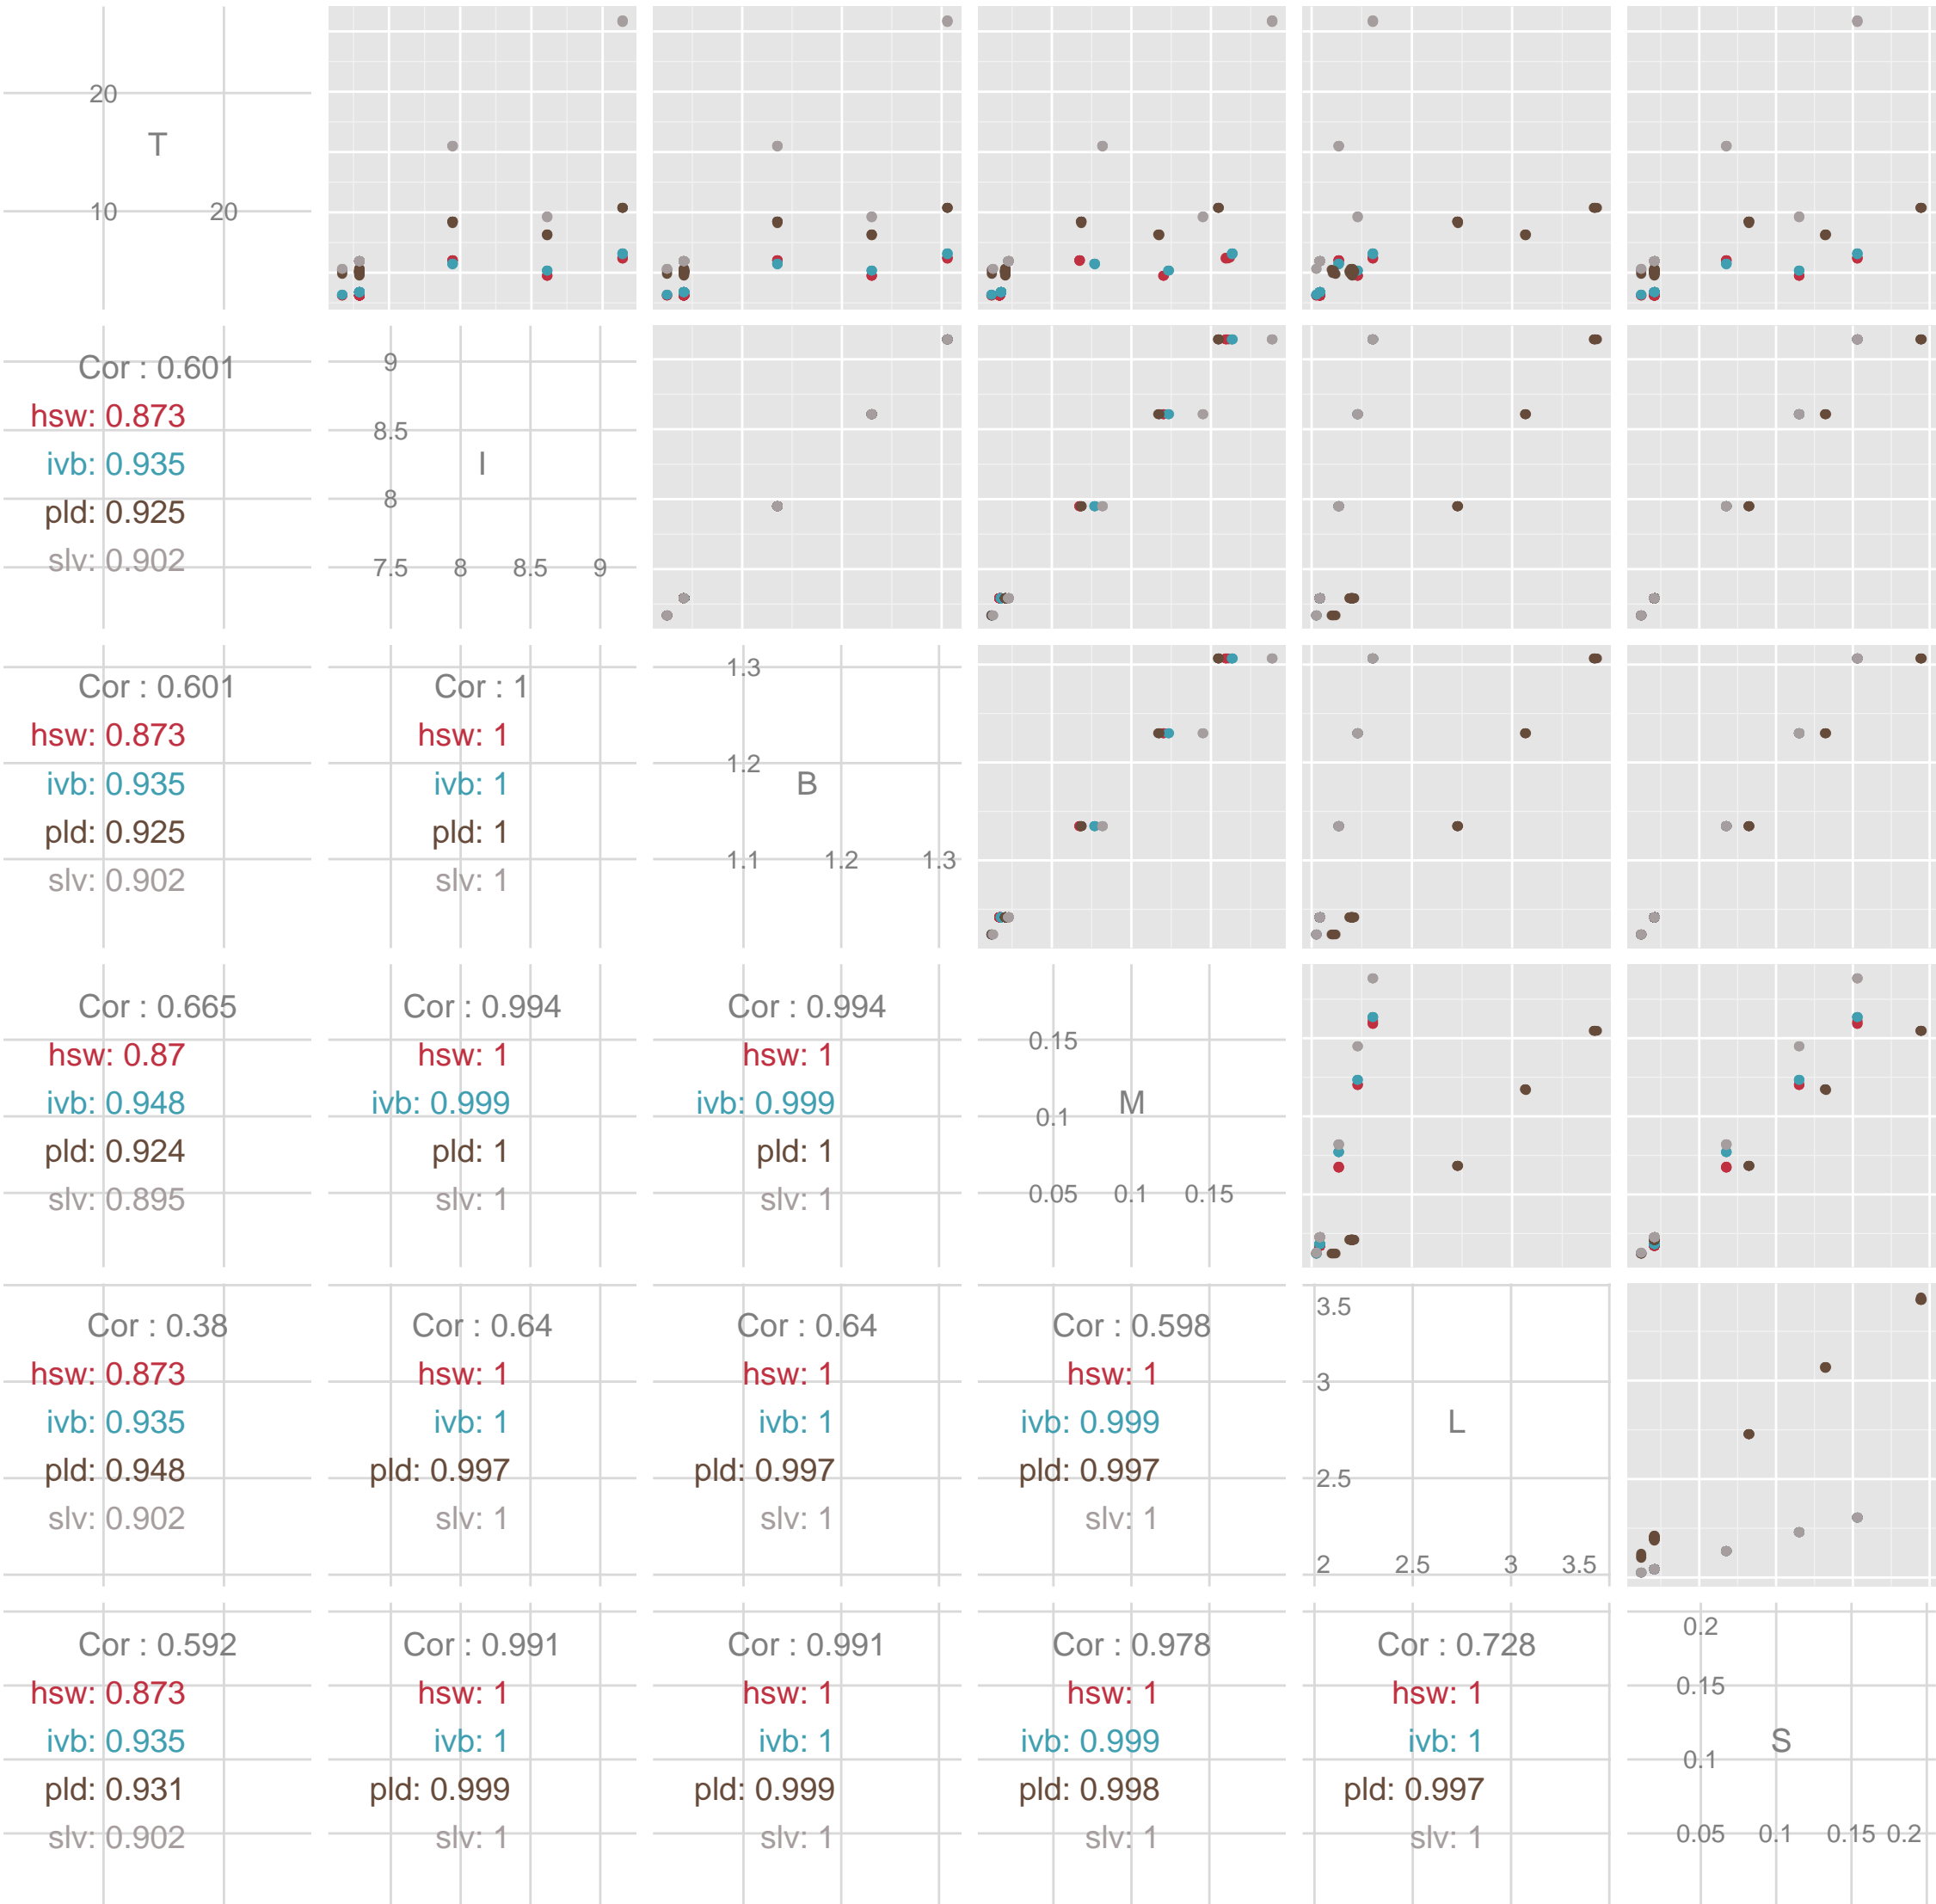 20
T
10 20
Cor : 0.601
hsw: 0.873
ivb: 0.935
pld: 0.925
slv: 0.902
9
8.5
I
8
7.5 8 8.5 9
Cor : 0.601
hsw: 0.873
ivb: 0.935
pld: 0.925
slv: 0.902
Cor : 1
hsw: 1
ivb: 1
pld: 1
slv: 1
1.3
1.2
B
1.1 1.2 1.3
Cor : 0.665
hsw: 0.87
ivb: 0.948
pld: 0.924
slv: 0.895
Cor : 0.994
hsw: 1
ivb: 0.999
pld: 1
slv: 1
Cor : 0.994
hsw: 1
ivb: 0.999
pld: 1
slv: 1
0.15
0.1
M
0.05 0.1 0.15
Cor : 0.38
hsw: 0.873
ivb: 0.935
pld: 0.948
slv: 0.902
Cor : 0.64
hsw: 1
ivb: 1
pld: 0.997
slv: 1
Cor : 0.64
hsw: 1
ivb: 1
pld: 0.997
slv: 1
Cor : 0.598
hsw: 1
ivb: 0.999
pld: 0.997
slv: 1
3.5
3
L
2.5
2 2.5 3 3.5
Cor : 0.592
hsw: 0.873
ivb: 0.935
pld: 0.931
slv: 0.902
Cor : 0.991
hsw: 1
ivb: 1
pld: 0.999
slv: 1
Cor : 0.991
hsw: 1
ivb: 1
pld: 0.999
slv: 1
Cor : 0.978
hsw: 1
ivb: 0.999
pld: 0.998
slv: 1
Cor : 0.728
hsw: 1
ivb: 1
pld: 0.997
slv: 1
0.2
0.15
S
0.1
0.05 0.1 0.15 0.2